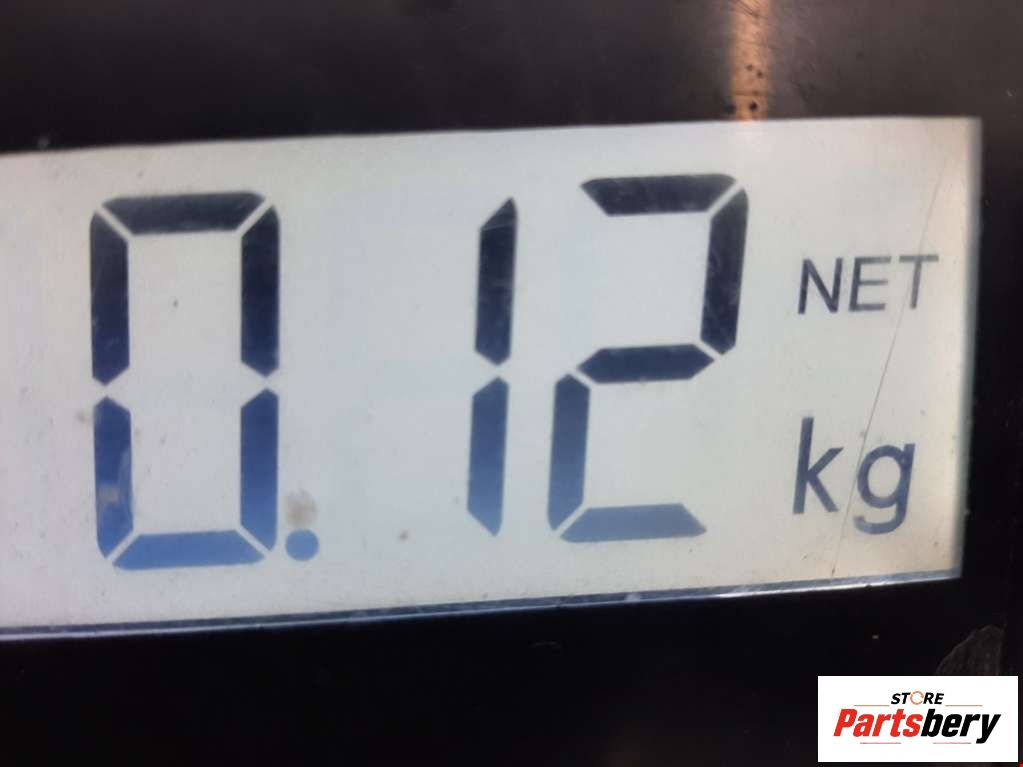 0.12
NET
kg
STORE
Partsbery